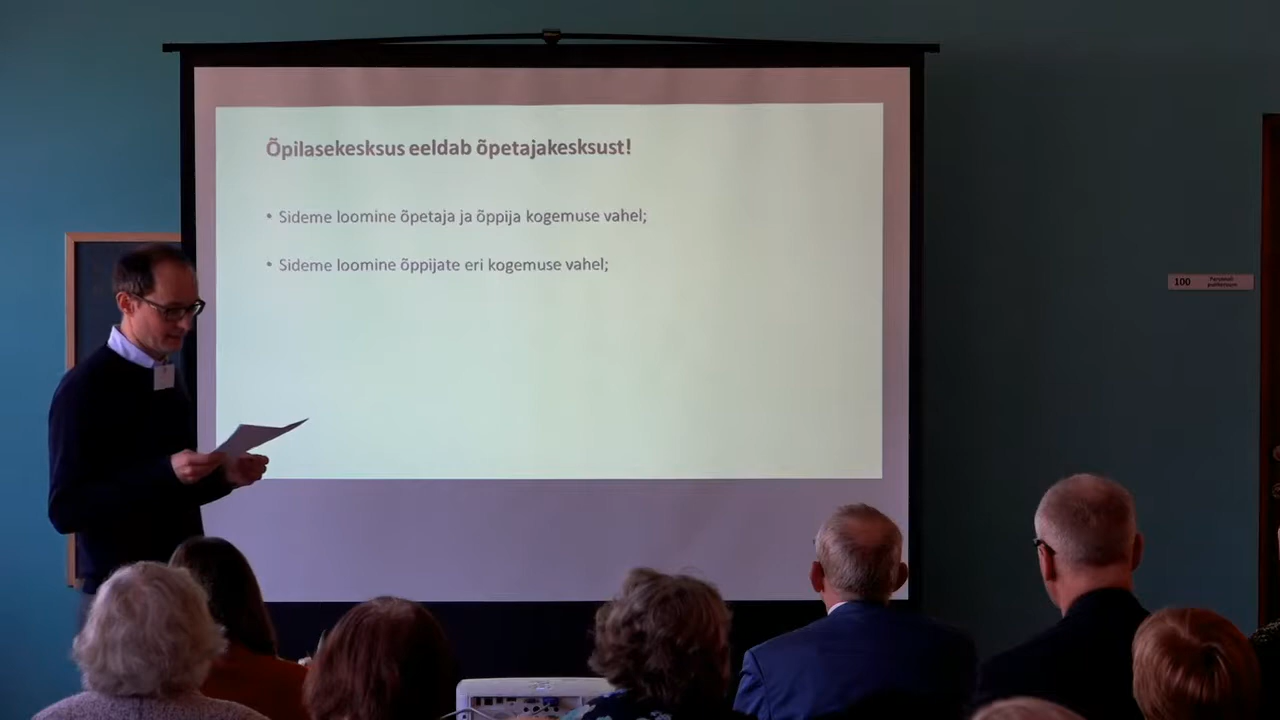 Õpilasekesksus eeldab õpetajakesksust!
• Sideme loomine õpetaja ja õppija kogemuse vahel;
• Sideme loomine õppijate eri kogemuse vahel;
100